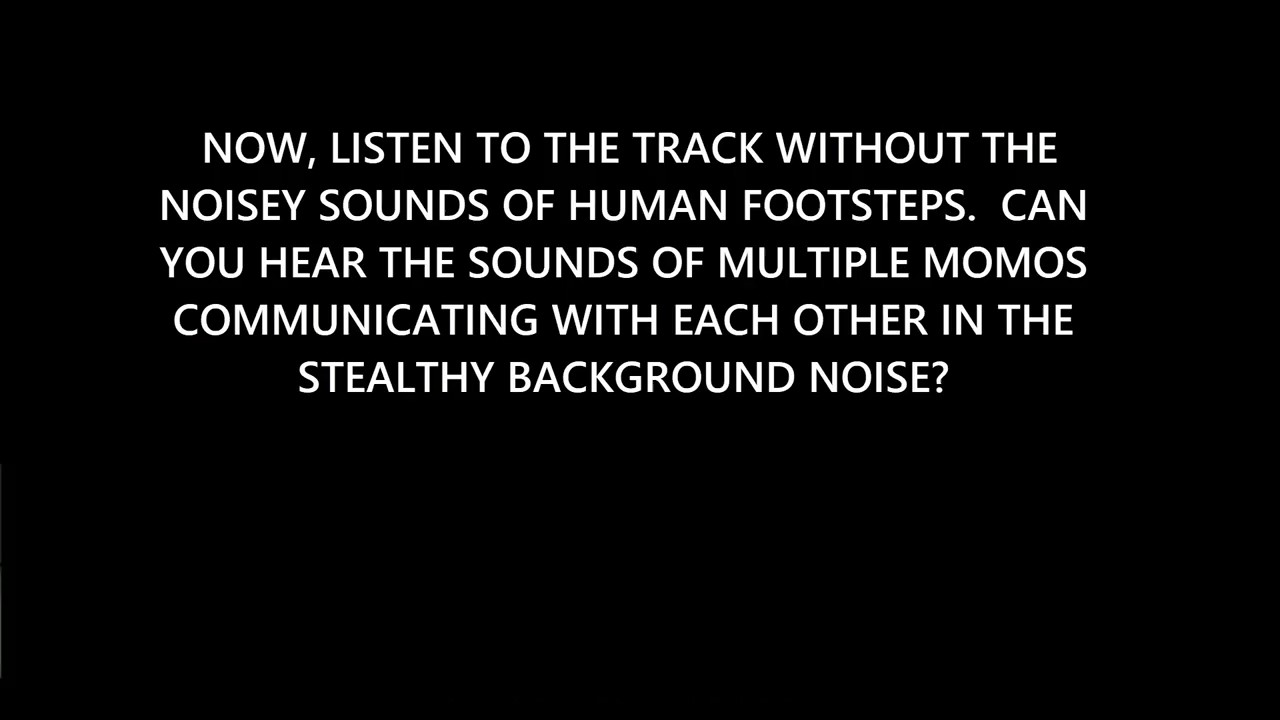 NOW, LISTEN TO THE TRACK WITHOUT THE
NOISEY SOUNDS OF HUMAN FOOTSTEPS.  CAN
YOU HEAR THE SOUNDS OF MULTIPLE MOMOS
COMMUNICATING WITH EACH OTHER IN THE
STEALTHY BACKGROUND NOISE?